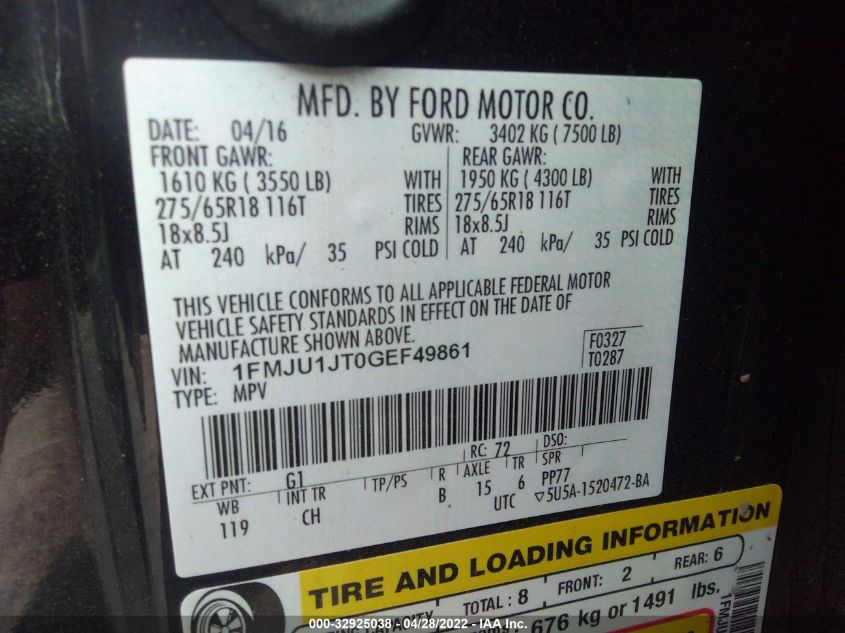 MFD. BY FORD MOTOR CO.
DATE: 04/16 GVWR: 3402 KG ( 7500 LB)
FRONT GAWR: REAR GAWR:
1610 KG ( 3550 LB) WITH 1950 KG ( 4300 LB) WITH
275/65R18 116T TIRES 275/65R18 116T TIRES
18x8.5J RIMS 18x8.5J RIMS
AT 240 kPa/ 35 PSI COLD AT 240 kPa/ 35 PSI COLD
THIS VEHICLE CONFORMS TO ALL APPLICABLE FEDERAL MOTOR
VEHICLE SAFETY STANDARDS IN EFFECT ON THE DATE OF
MANUFACTURE SHOWN ABOVE.
VIN: 1FMJU1JT0GEF49861 F0327
TYPE: MPV T0287
EXT PNT: G1 RC: 72 DSO:
WB INT TR TP/PS R AXLE TR SPR
119 CH B 15 6 PP77
UTC ▽5U5A-1520472-BA
TIRE AND LOADING INFORMATION
CAPACITY TOTAL: 8 FRONT: 2 REAR: 6
676 kg or 1491 lbs.
1FMJU
000-32925038 - 04/28/2022 - IAA, Inc.